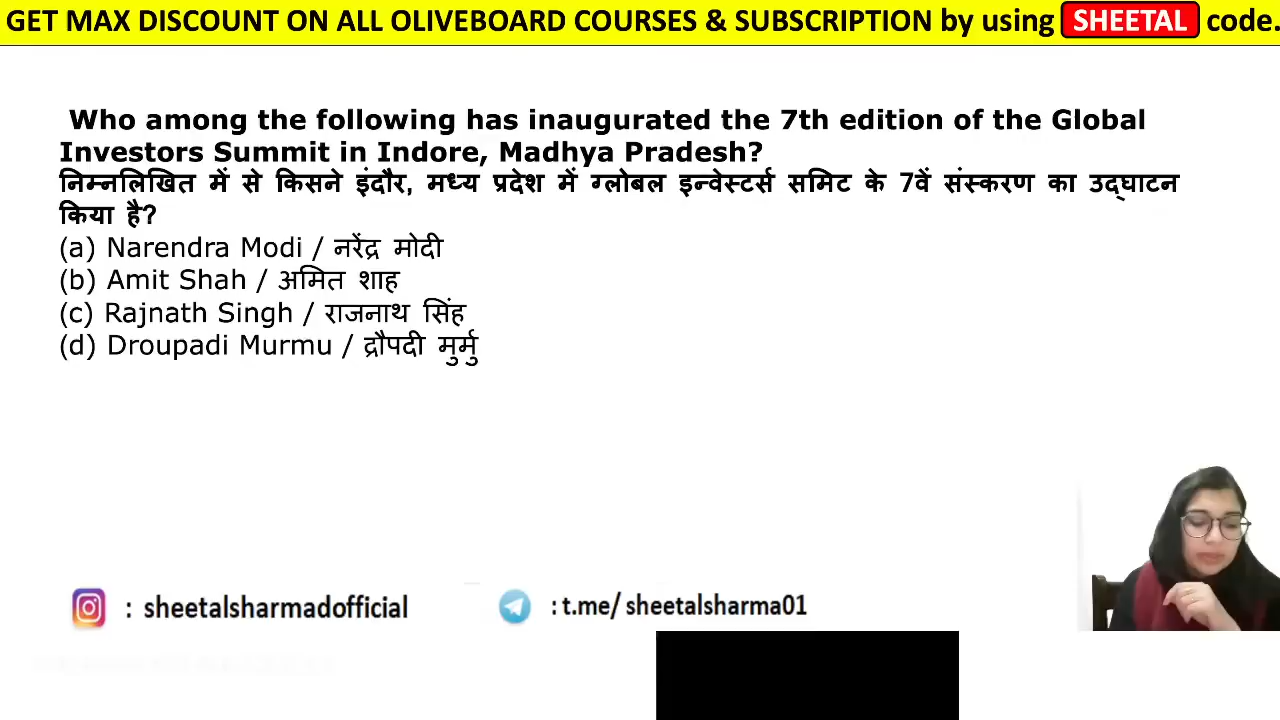 GET MAX DISCOUNT ON ALL OLIVEBOARD COURSES & SUBSCRIPTION by using SHEETAL code.
Who among the following has inaugurated the 7th edition of the Global
Investors Summit in Indore, Madhya Pradesh?
निम्नलिखित में से किसने इंदौर, मध्य प्रदेश में ग्लोबल इन्वेस्टर्स समिट के 7वें संस्करण का उद्घाटन
किया है?
(a) Narendra Modi / नरेंद्र मोदी
(b) Amit Shah / अमित शाह
(c) Rajnath Singh / राजनाथ सिंह
(d) Droupadi Murmu / द्रौपदी मुर्मु
: sheetalsharmadofficial
: t.me/ sheetalsharma01